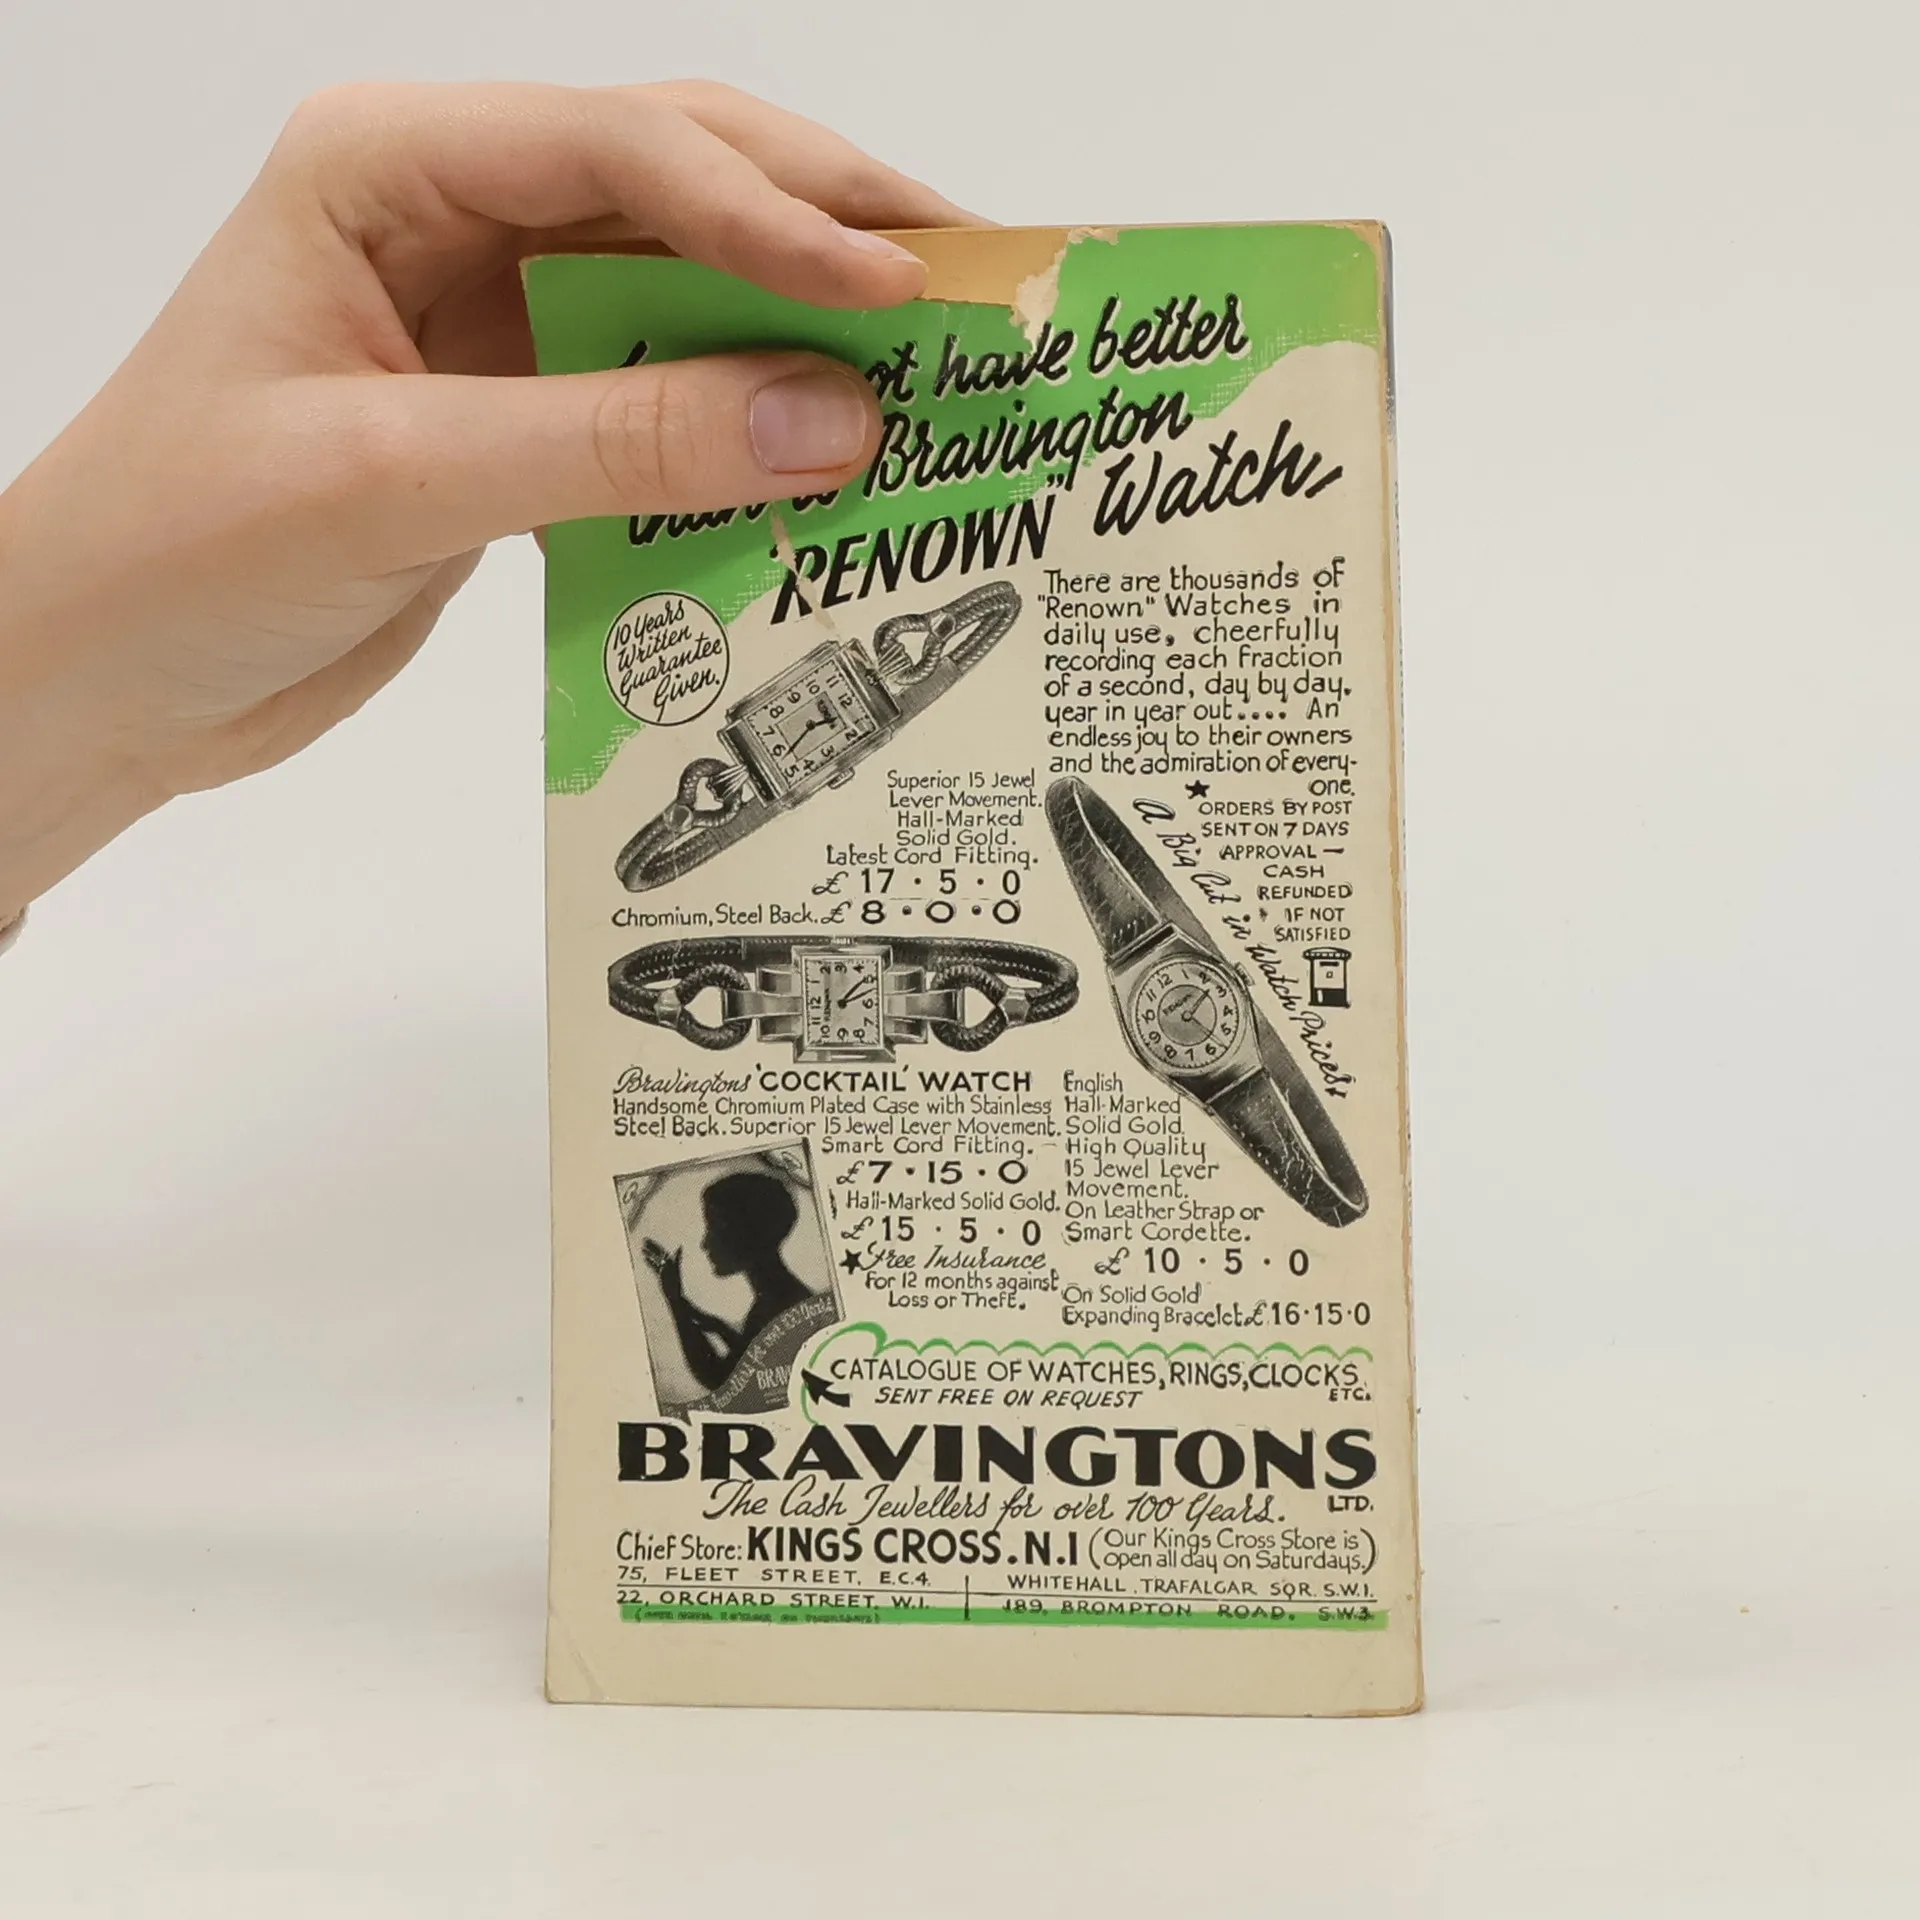 not have better
than a Bravington
"RENOWN" Watch,
10 Years
Written
Guarantee
Given.
There are thousands of
"Renown" Watches in
daily use, cheerfully
recording each fraction
of a second, day by day,
year in year out.... An
endless joy to their owners
and the admiration of every-
one.
Superior 15 Jewel
Lever Movement.
Hall-Marked
Solid Gold.
Latest Cord Fitting.
£17·5·0
Chromium, Steel Back. £8·0·0
A Big Cut in Watch Prices!
★ ORDERS BY POST
SENT ON 7 DAYS
APPROVAL —
CASH
REFUNDED
IF NOT
SATISFIED
Bravingtons 'COCKTAIL' WATCH
Handsome Chromium Plated Case with Stainless
Steel Back. Superior 15 Jewel Lever Movement.
Smart Cord Fitting. —
£7·15·0
Hall-Marked Solid Gold.
£15·5·0
★ Free Insurance
For 12 months against
Loss or Theft.
English
Hall-Marked
Solid Gold.
High Quality
15 Jewel Lever
Movement.
On Leather Strap or
Smart Cordette.
£10·5·0
On Solid Gold
Expanding Bracelet £16·15·0
CATALOGUE OF WATCHES, RINGS, CLOCKS,
ETC.
SENT FREE ON REQUEST
BRAVINGTONS
LTD.
The Cash Jewellers for over 100 Years.
Chief Store: KINGS CROSS. N.1 (Our Kings Cross Store is
open all day on Saturdays.)
75, FLEET STREET, E.C.4. WHITEHALL, TRAFALGAR SQR. S.W.1.
22, ORCHARD STREET. W.1. 189, BROMPTON ROAD. S.W.3.